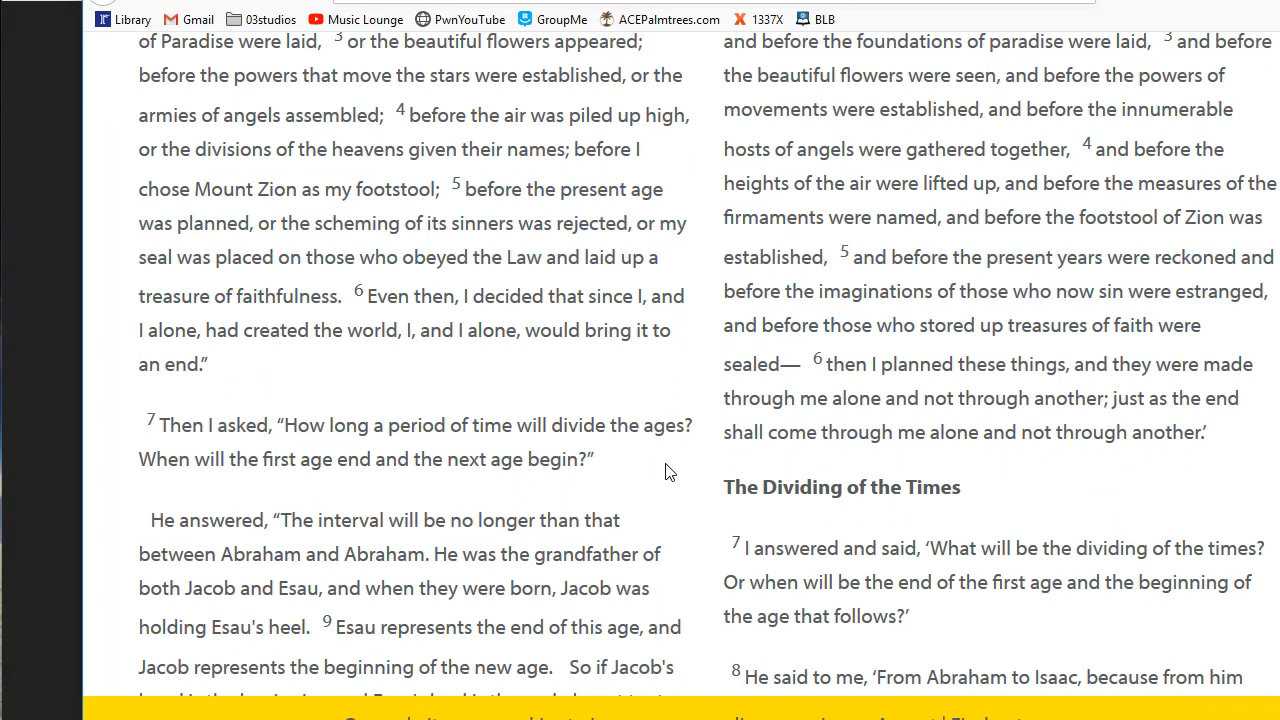 Library Gmail 03studios Music Lounge PwnYouTube GroupMe ACEPalmtrees.com 1337X BLB
of Paradise were laid, 3 or the beautiful flowers appeared;
before the powers that move the stars were established, or the
armies of angels assembled; 4 before the air was piled up high,
or the divisions of the heavens given their names; before I
chose Mount Zion as my footstool; 5 before the present age
was planned, or the scheming of its sinners was rejected, or my
seal was placed on those who obeyed the Law and laid up a
treasure of faithfulness. 6 Even then, I decided that since I, and
I alone, had created the world, I, and I alone, would bring it to
an end.”
7 Then I asked, “How long a period of time will divide the ages?
When will the first age end and the next age begin?”
He answered, “The interval will be no longer than that
between Abraham and Abraham. He was the grandfather of
both Jacob and Esau, and when they were born, Jacob was
holding Esau's heel. 9 Esau represents the end of this age, and
Jacob represents the beginning of the new age. So if Jacob's
and before the foundations of paradise were laid, 3 and before
the beautiful flowers were seen, and before the powers of
movements were established, and before the innumerable
hosts of angels were gathered together, 4 and before the
heights of the air were lifted up, and before the measures of the
firmaments were named, and before the footstool of Zion was
established, 5 and before the present years were reckoned and
before the imaginations of those who now sin were estranged,
and before those who stored up treasures of faith were
sealed— 6 then I planned these things, and they were made
through me alone and not through another; just as the end
shall come through me alone and not through another.’
The Dividing of the Times
7 I answered and said, ‘What will be the dividing of the times?
Or when will be the end of the first age and the beginning of
the age that follows?’
8 He said to me, ‘From Abraham to Isaac, because from him